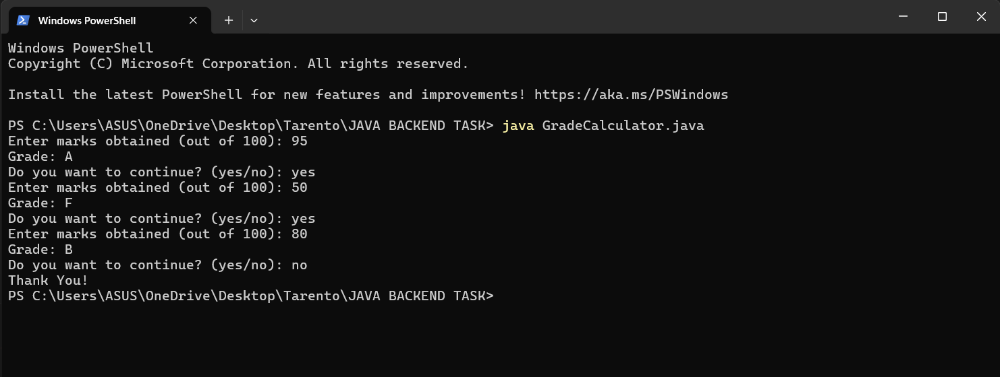 Windows PowerShell
Windows PowerShell
Copyright (C) Microsoft Corporation. All rights reserved.
Install the latest PowerShell for new features and improvements! https://aka.ms/PSWindows
PS C:\Users\ASUS\OneDrive\Desktop\Tarento\JAVA BACKEND TASK> java GradeCalculator.java
Enter marks obtained (out of 100): 95
Grade: A
Do you want to continue? (yes/no): yes
Enter marks obtained (out of 100): 50
Grade: F
Do you want to continue? (yes/no): yes
Enter marks obtained (out of 100): 80
Grade: B
Do you want to continue? (yes/no): no
Thank You!
PS C:\Users\ASUS\OneDrive\Desktop\Tarento\JAVA BACKEND TASK>